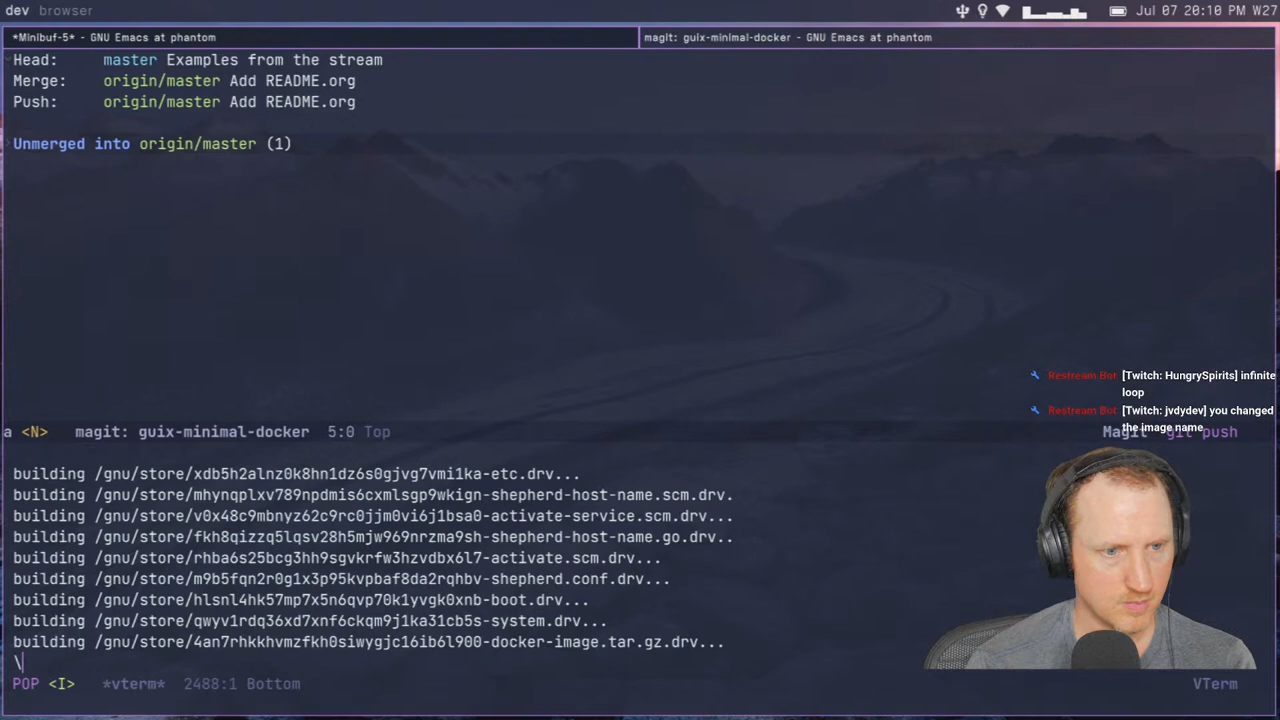 dev browser
Jul 07 20:10 PM W27
*Minibuf-5* - GNU Emacs at phantom
magit: guix-minimal-docker - GNU Emacs at phantom
Head: master Examples from the stream
Merge: origin/master Add README.org
Push: origin/master Add README.org
Unmerged into origin/master (1)
Restream Bot [Twitch: HungrySpirits] infinite
loop
Restream Bot [Twitch: jvdydev] you changed
the image name
a <N> magit: guix-minimal-docker 5:0 Top
Magit git push
building /gnu/store/xdb5h2alnz0k8hn1dz6s0gjvg7vmi1ka-etc.drv...
building /gnu/store/mhynqplxv789npdmis6cxmlsgp9wkign-shepherd-host-name.scm.drv.
building /gnu/store/v0x48c9mbnyz62c9rc0jjm0vi6j1bsa0-activate-service.scm.drv...
building /gnu/store/fkh8qizzq5lqsv28h5mjw969nrzma9sh-shepherd-host-name.go.drv...
building /gnu/store/rhba6s25bcg3hh9sgvkrfw3hzvdbx6l7-activate.scm.drv...
building /gnu/store/m9b5fqn2r0g1x3p95kvpbaf8da2rqhbv-shepherd.conf.drv...
building /gnu/store/hlsnl4hk57mp7x5n6qvp70k1yvgk0xnb-boot.drv...
building /gnu/store/qwyv1rdq36xd7xnf6ckqm9j1ka31cb5s-system.drv...
building /gnu/store/4an7rhkkhvmzfkh0siwygjc16ib6l900-docker-image.tar.gz.drv...
\
POP <I> *vterm* 2488:1 Bottom
VTerm